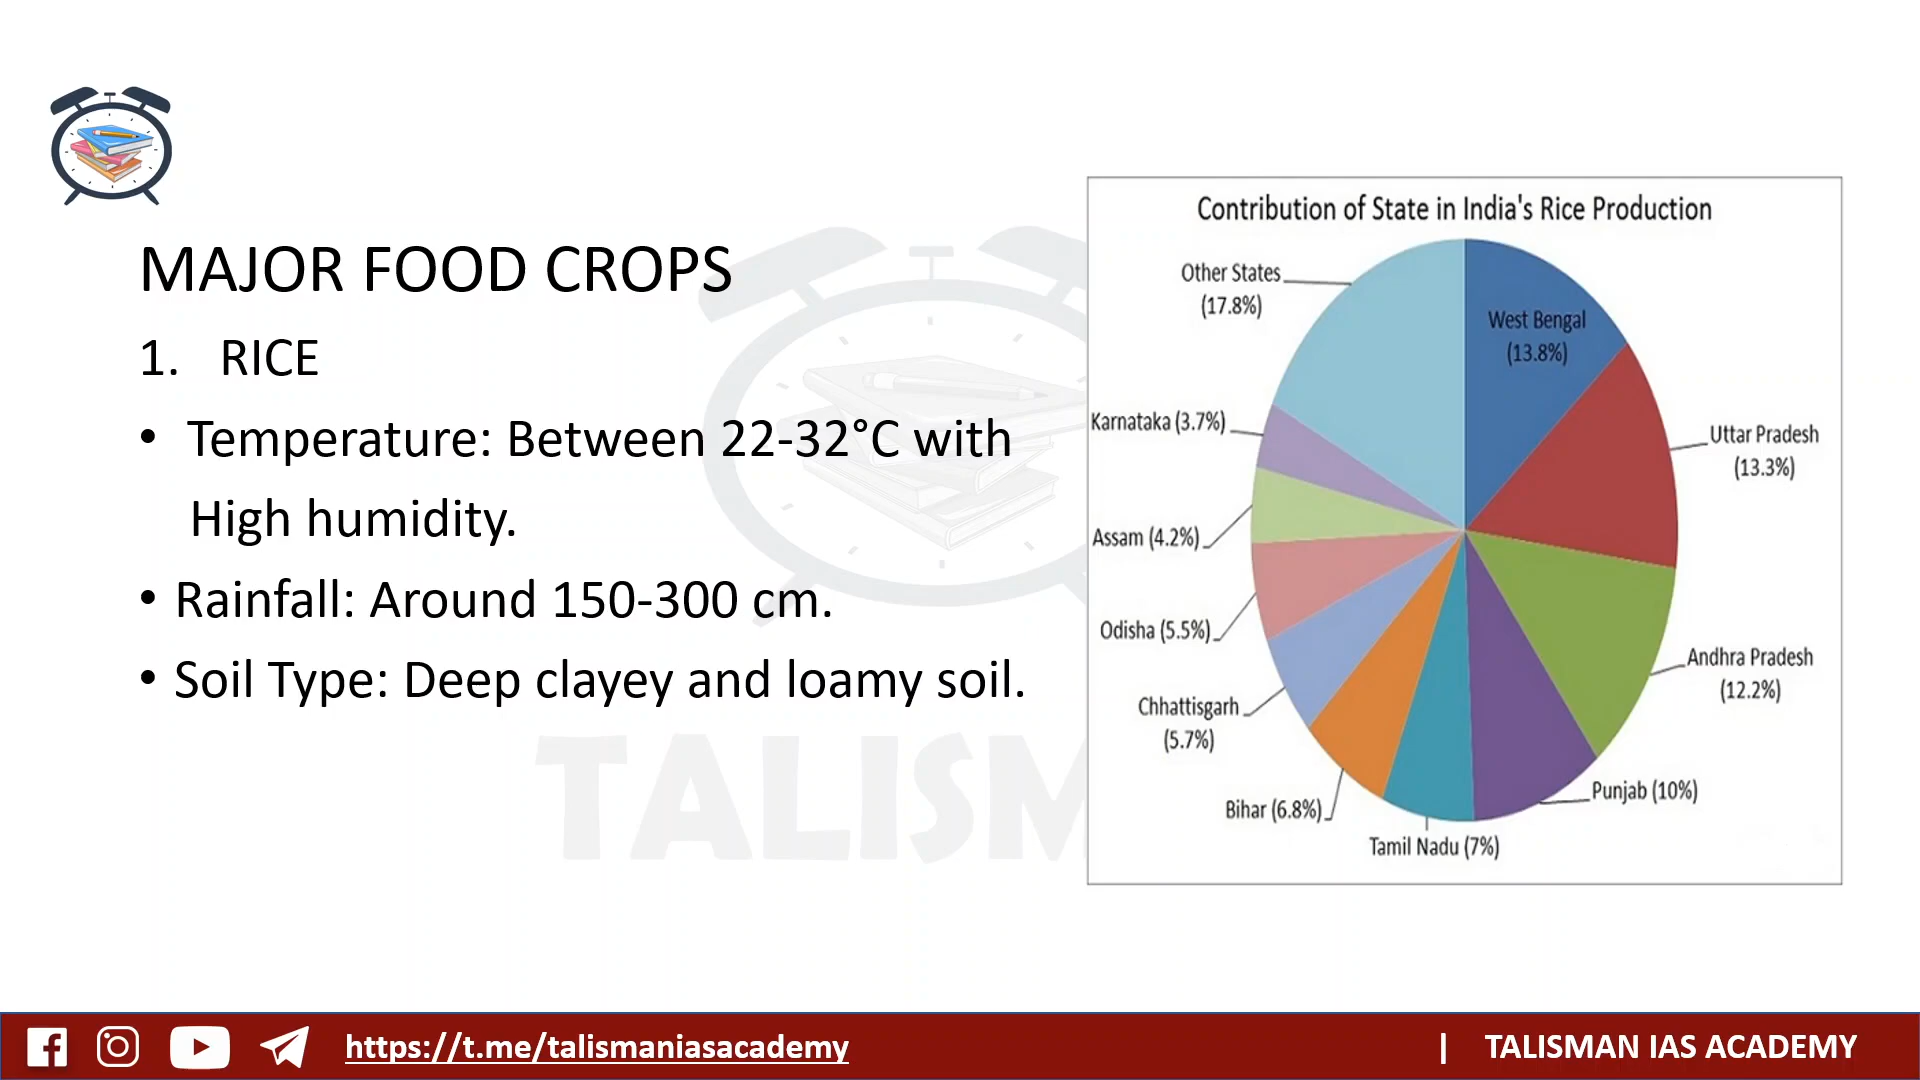 MAJOR FOOD CROPS
1. RICE
• Temperature: Between 22-32°C with
High humidity.
• Rainfall: Around 150-300 cm.
• Soil Type: Deep clayey and loamy soil.
TALISM
Contribution of State in India's Rice Production
Other States
(17.8%)
West Bengal
(13.8%)
Karnataka (3.7%)
Uttar Pradesh
(13.3%)
Assam (4.2%)
Odisha (5.5%)
Andhra Pradesh
(12.2%)
Chhattisgarh
(5.7%)
Punjab (10%)
Bihar (6.8%)
Tamil Nadu (7%)
https://t.me/talismaniasacademy
| TALISMAN IAS ACADEMY